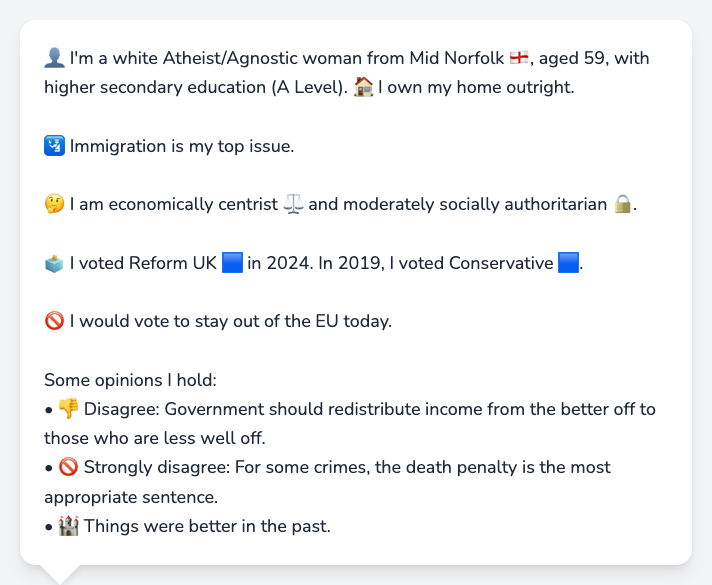 👤 I'm a white Atheist/Agnostic woman from Mid Norfolk 🏴󠁧󠁢󠁥󠁮󠁧󠁿, aged 59, with
higher secondary education (A Level). 🏠 I own my home outright.
🛂 Immigration is my top issue.
🤔 I am economically centrist ⚖️ and moderately socially authoritarian 🔒.
🗳️ I voted Reform UK 🟦 in 2024. In 2019, I voted Conservative 🟦.
🚫 I would vote to stay out of the EU today.
Some opinions I hold:
• 👎 Disagree: Government should redistribute income from the better off to
those who are less well off.
• 🚫 Strongly disagree: For some crimes, the death penalty is the most
appropriate sentence.
• 🏰 Things were better in the past.